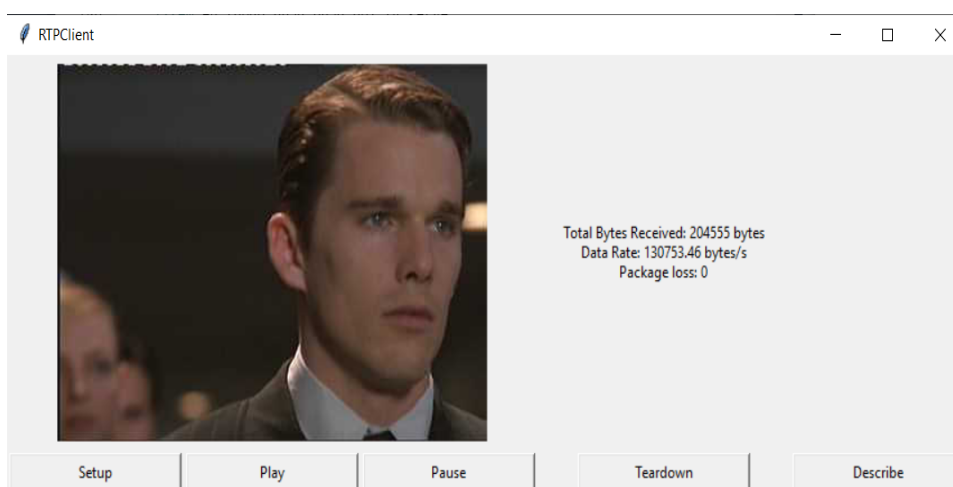 RTPClient
Total Bytes Received: 204555 bytes
Data Rate: 130753.46 bytes/s
Package loss: 0
Setup Play Pause Teardown Describe